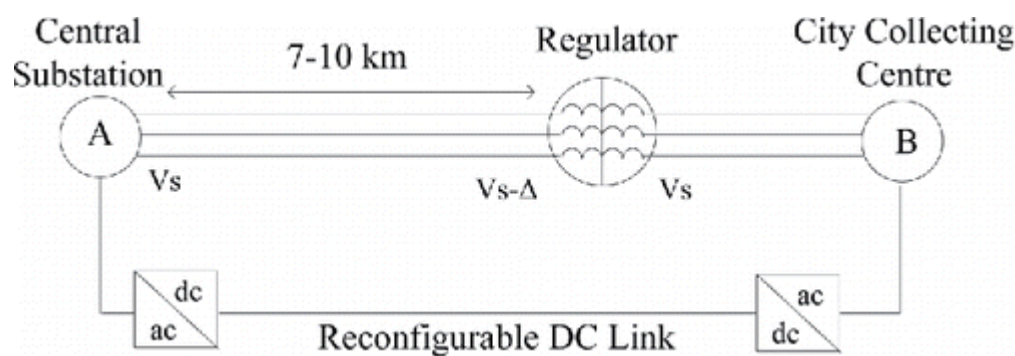 Central
Substation
7-10 km
Regulator
City Collecting
Centre
A
B
Vs
Vs-Δ
Vs
dc
ac
Reconfigurable DC Link
ac
dc